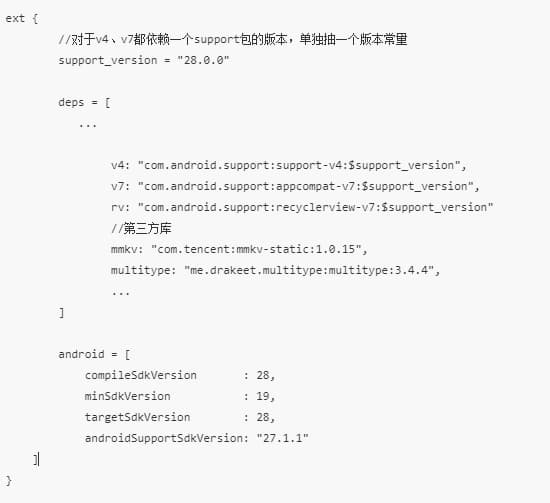 ext {
//对于v4、v7都依赖一个support包的版本，单独抽一个版本常量
support_version = "28.0.0"
deps = [
...
v4: "com.android.support:support-v4:$support_version",
v7: "com.android.support:appcompat-v7:$support_version",
rv: "com.android.support:recyclerview-v7:$support_version"
//第三方库
mmkv: "com.tencent:mmkv-static:1.0.15",
multitype: "me.drakeet.multitype:multitype:3.4.4",
...
]
android = [
compileSdkVersion : 28,
minSdkVersion : 19,
targetSdkVersion : 28,
androidSupportSdkVersion: "27.1.1"
]
}